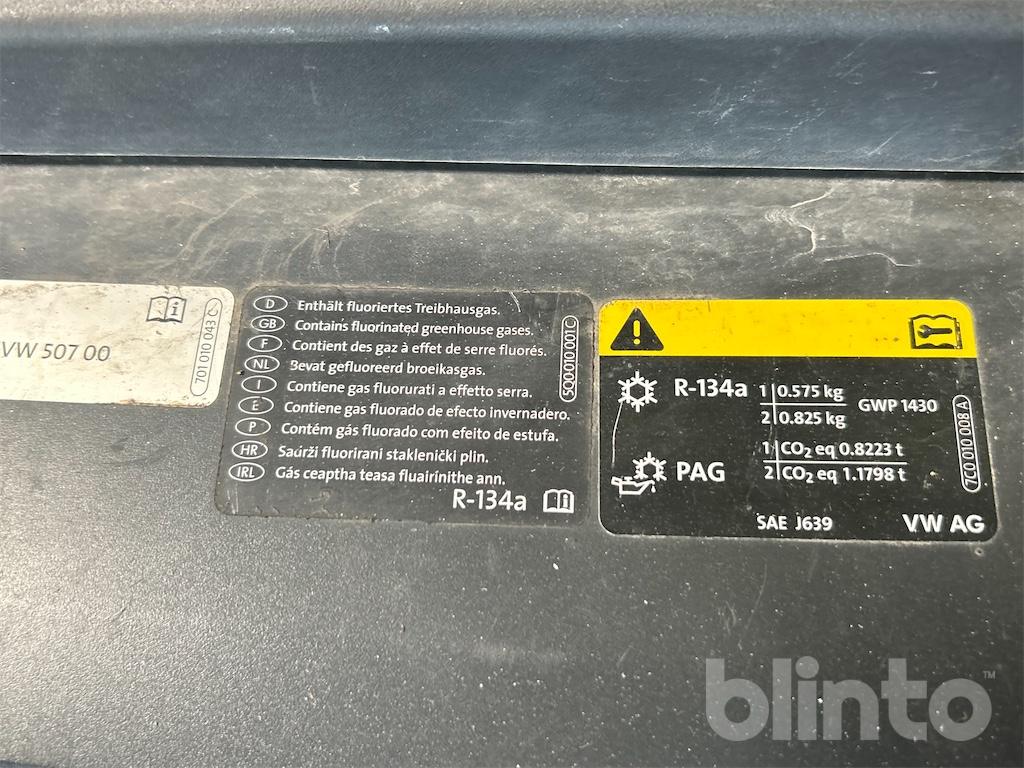 VW 507 00
701 010 043 C
D Enthält fluoriertes Treibhausgas.
GB Contains fluorinated greenhouse gases.
F Contient des gaz à effet de serre fluorés.
NL Bevat gefluoreerd broeikasgas.
I Contiene gas fluorurati a effetto serra.
É Contiene gas fluorado de efecto invernadero.
P Contém gás fluorado com efeito de estufa.
HR Saŭrži fluorirani staklenički plin.
IRL Gás ceaptha teasa fluairínithe ann.
R-134a
5Q0 010 001 C
R-134a 1 0.575 kg
2 0.825 kg
GWP 1430
PAG 1 CO₂ eq 0.8223 t
2 CO₂ eq 1.1798 t
SAE J639 VW AG
7C0 010 008 A
blinto™